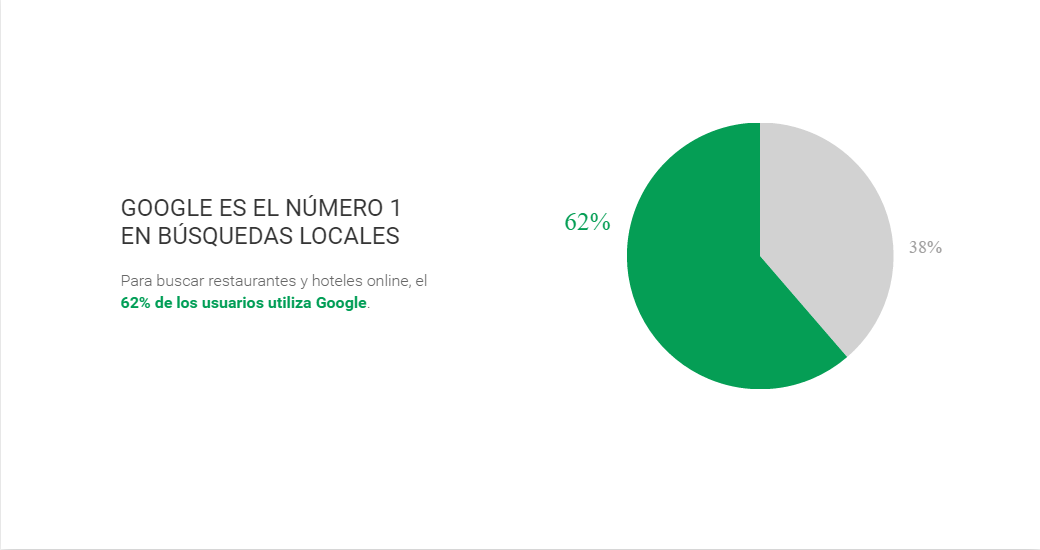 GOOGLE ES EL NÚMERO 1
EN BÚSQUEDAS LOCALES
Para buscar restaurantes y hoteles online, el
62% de los usuarios utiliza Google.
62%
38%